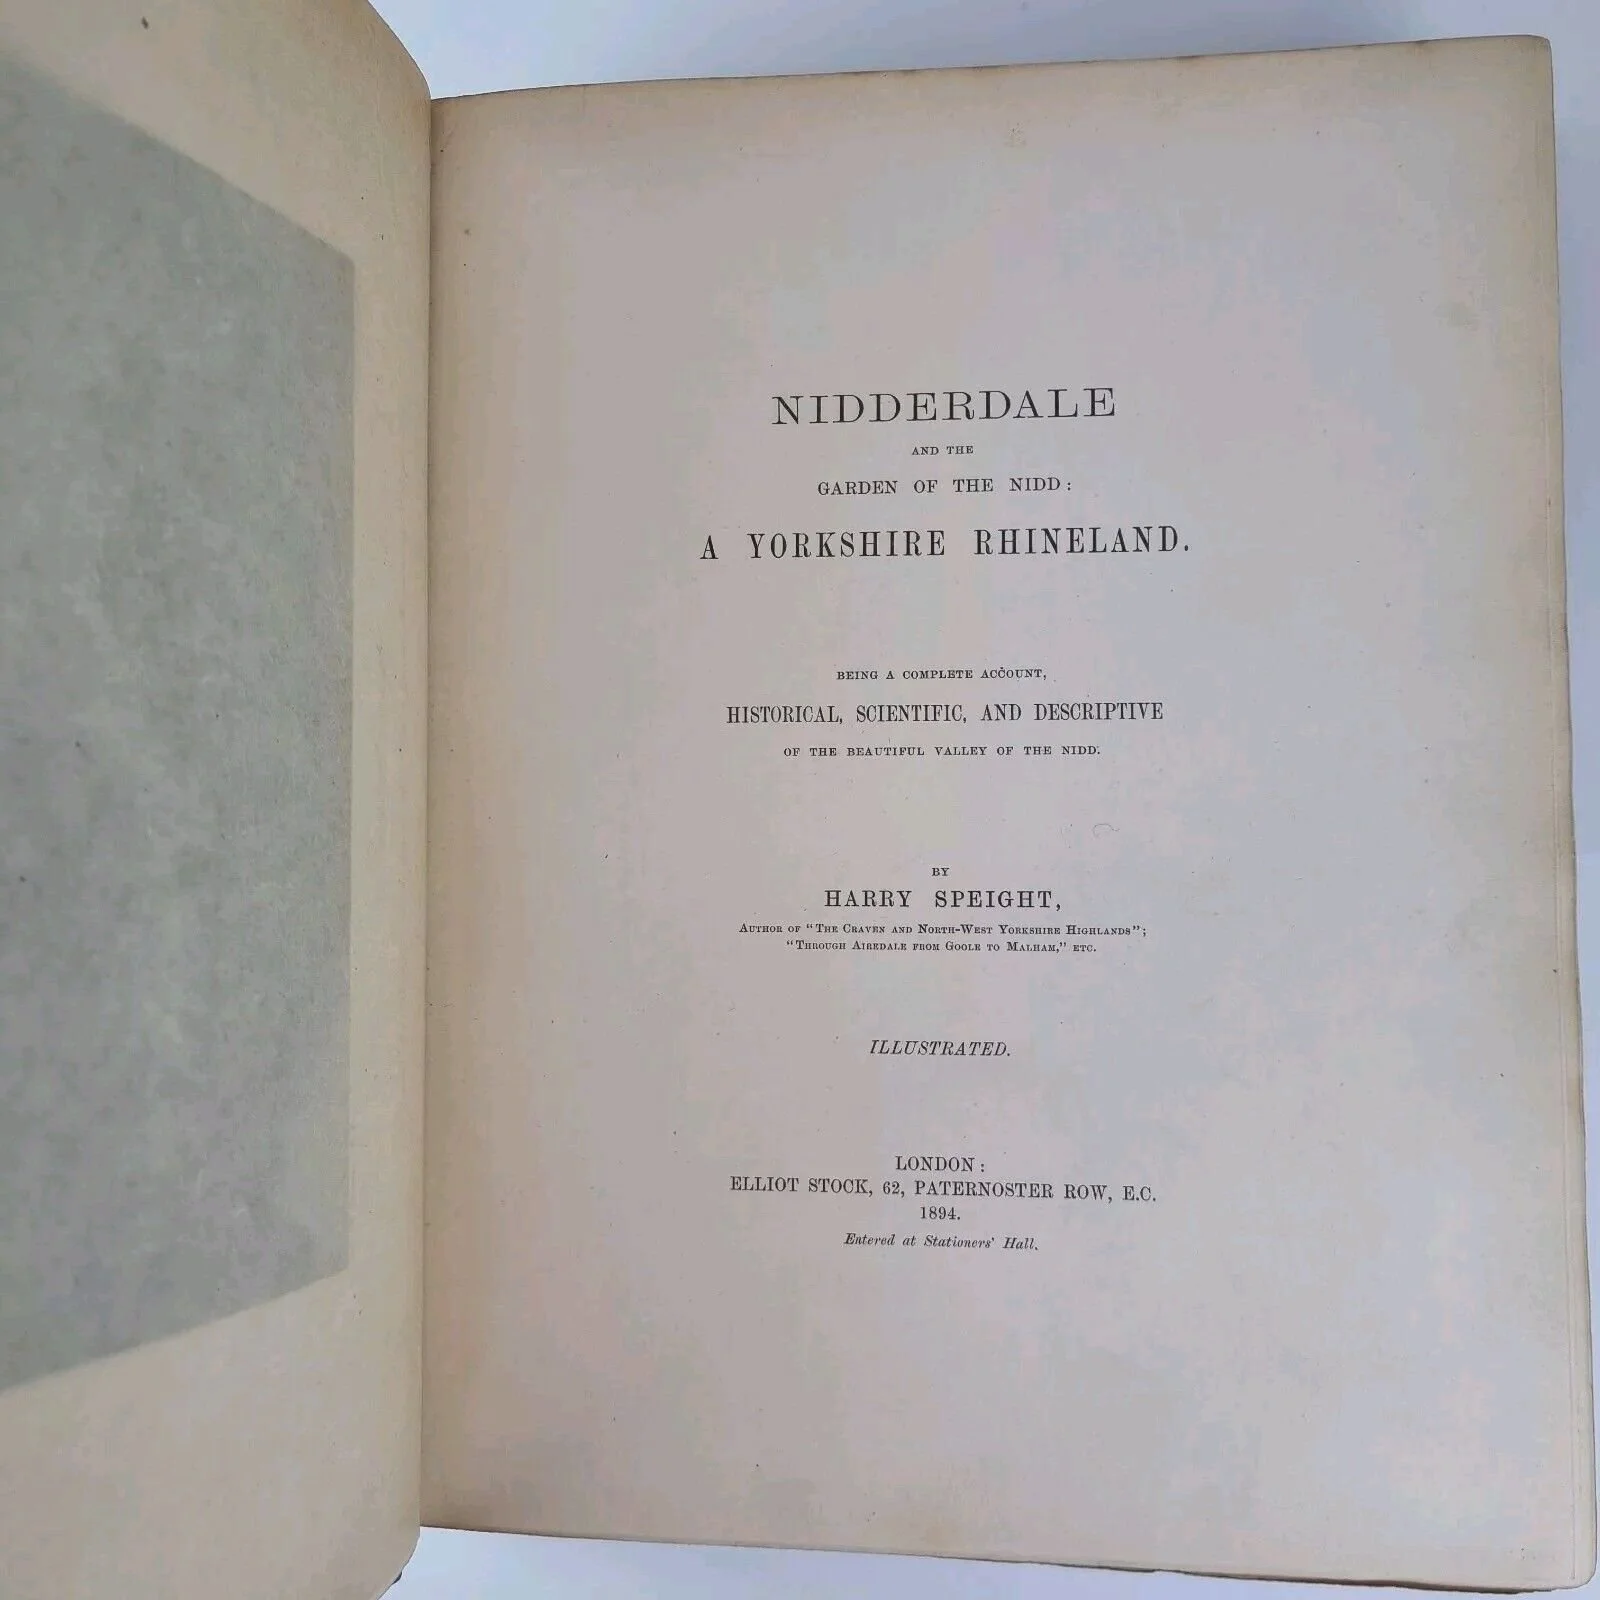 NIDDERDALE
AND THE
GARDEN OF THE NIDD:
A YORKSHIRE RHINELAND.
BEING A COMPLETE ACCOUNT,
HISTORICAL, SCIENTIFIC, AND DESCRIPTIVE
OF THE BEAUTIFUL VALLEY OF THE NIDD.
BY
HARRY SPEIGHT,
AUTHOR OF "THE CRAVEN AND NORTH-WEST YORKSHIRE HIGHLANDS";
"THROUGH AIREDALE FROM GOOLE TO MALHAM," ETC.
ILLUSTRATED.
LONDON:
ELLIOT STOCK, 62, PATERNOSTER ROW, E.C.
1894.
Entered at Stationers' Hall.